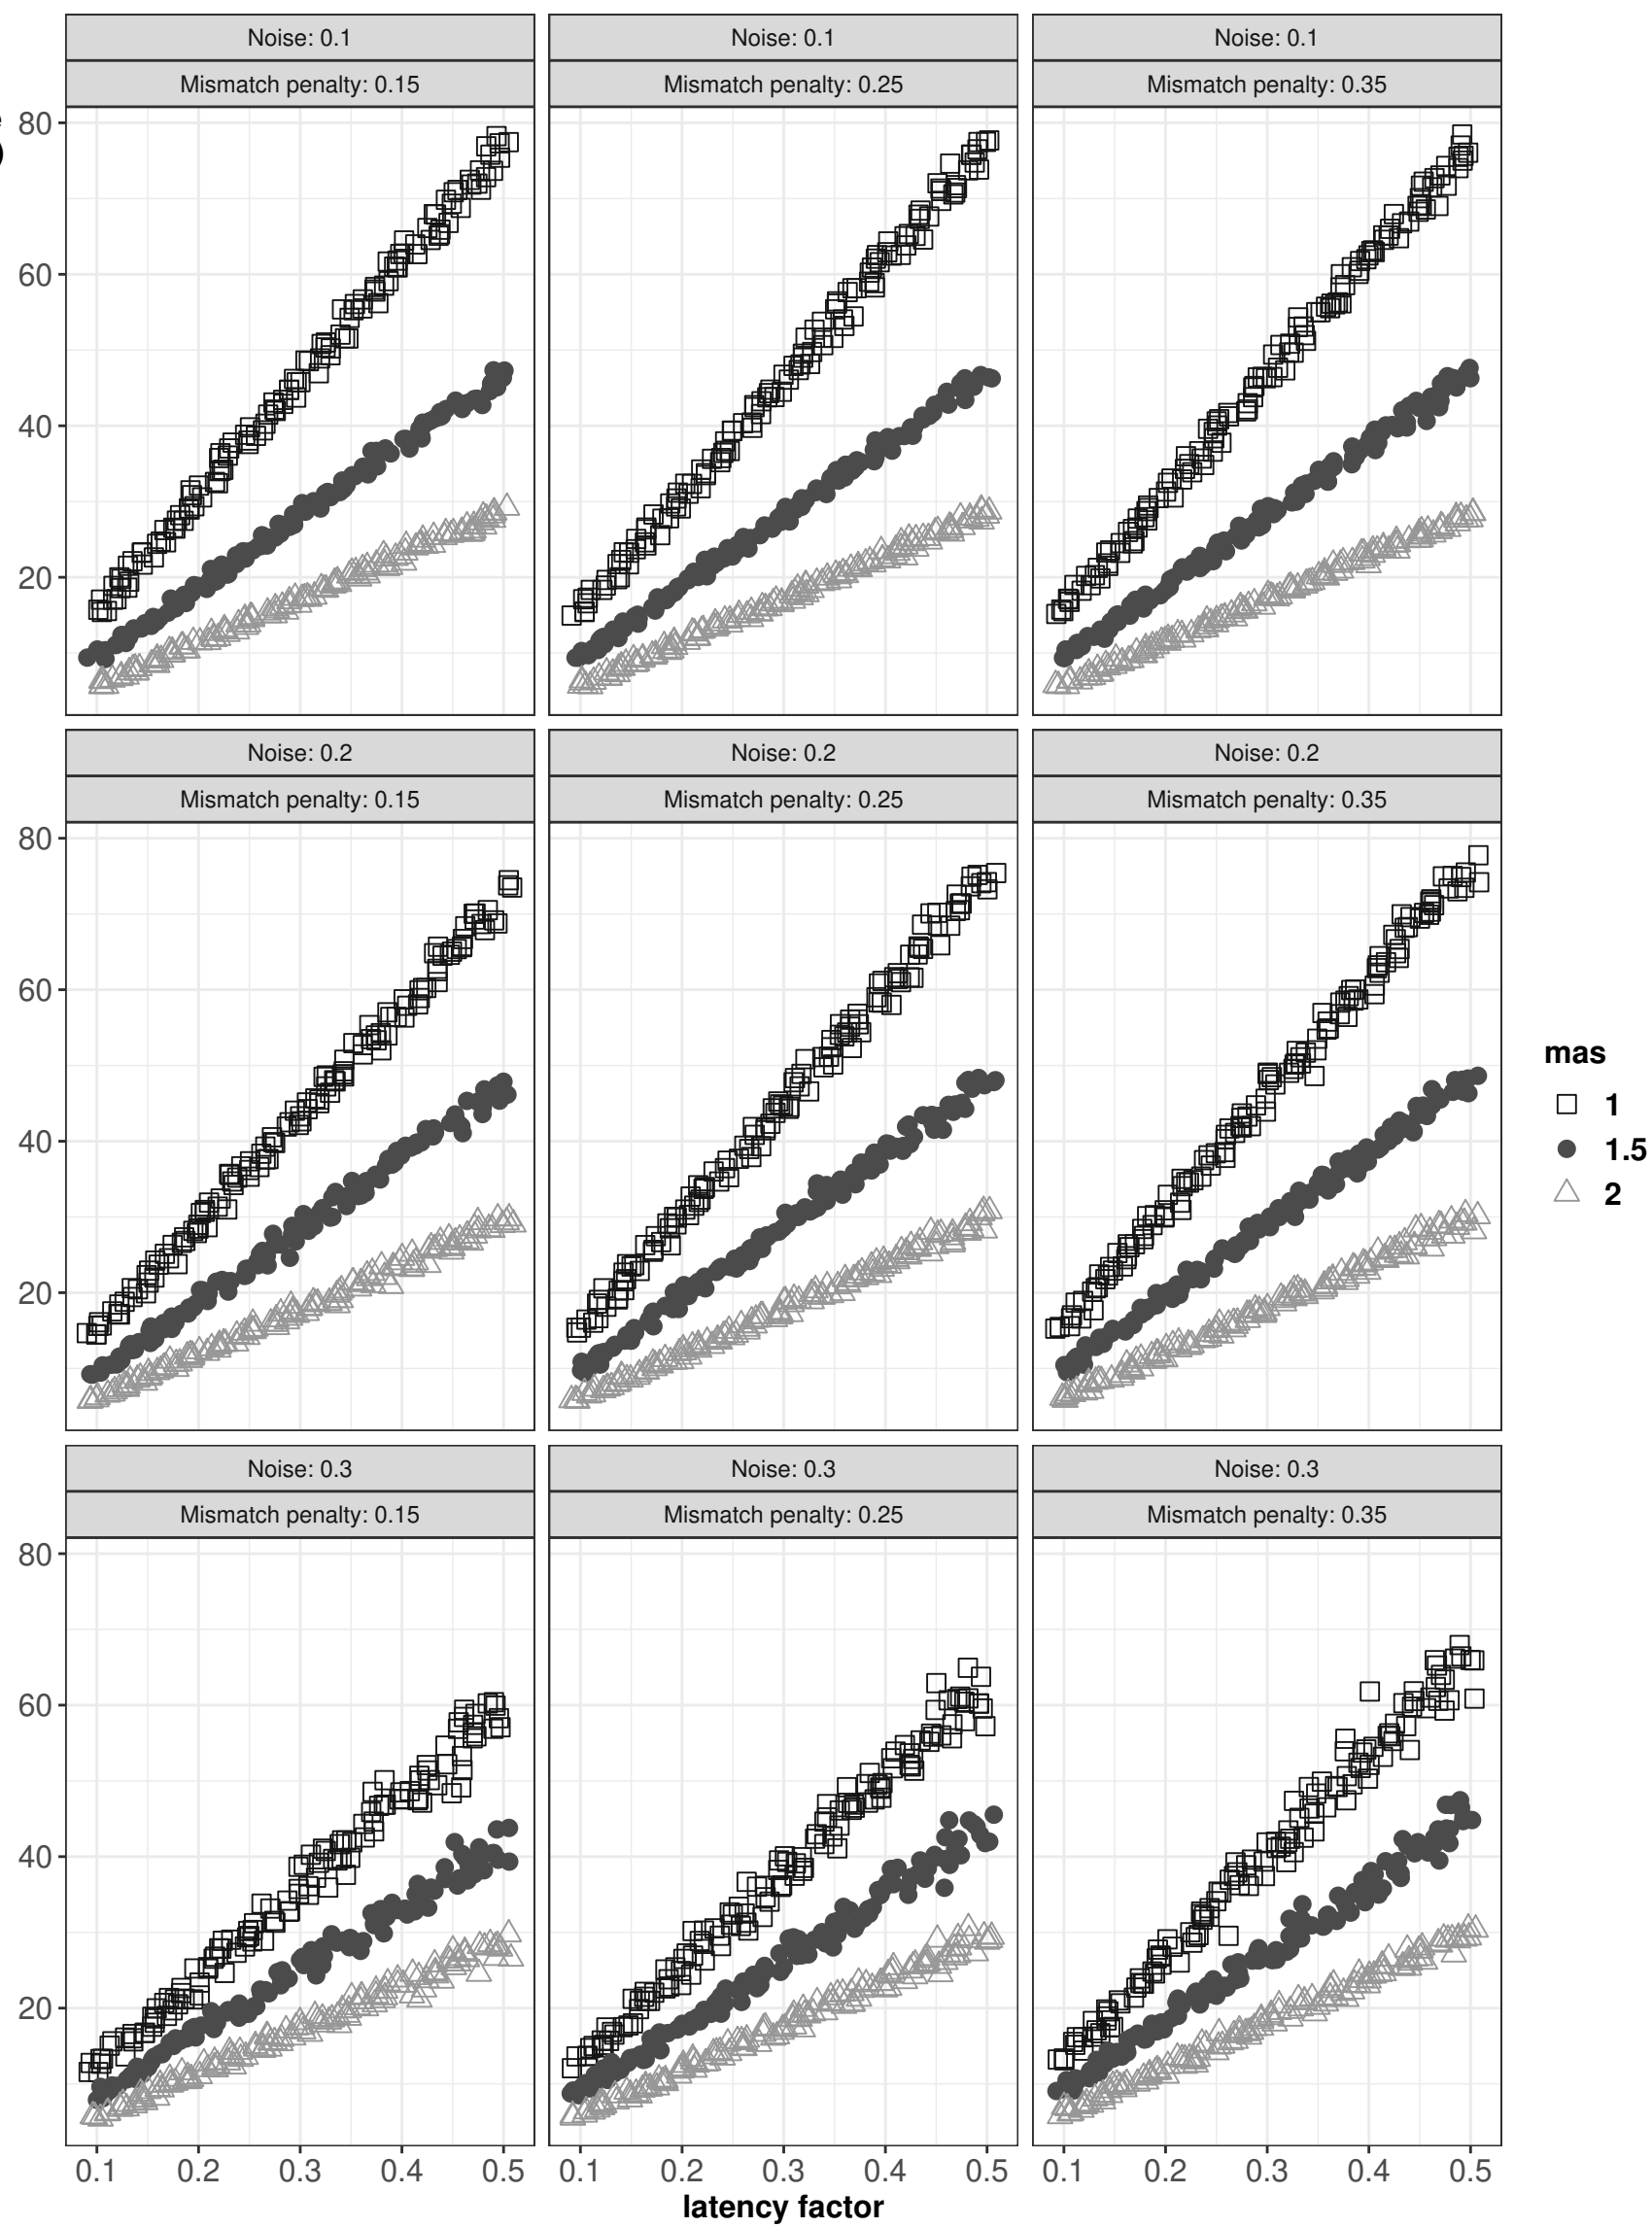 Noise: 0.1 Noise: 0.1 Noise: 0.1
Mismatch penalty: 0.15 Mismatch penalty: 0.25 Mismatch penalty: 0.35
80
60
40
20
Noise: 0.2 Noise: 0.2 Noise: 0.2
Mismatch penalty: 0.15 Mismatch penalty: 0.25 Mismatch penalty: 0.35
80
60
40
20
mas
1
1.5
2
Noise: 0.3 Noise: 0.3 Noise: 0.3
Mismatch penalty: 0.15 Mismatch penalty: 0.25 Mismatch penalty: 0.35
80
60
40
20
0.1 0.2 0.3 0.4 0.5 0.1 0.2 0.3 0.4 0.5 0.1 0.2 0.3 0.4 0.5
latency factor